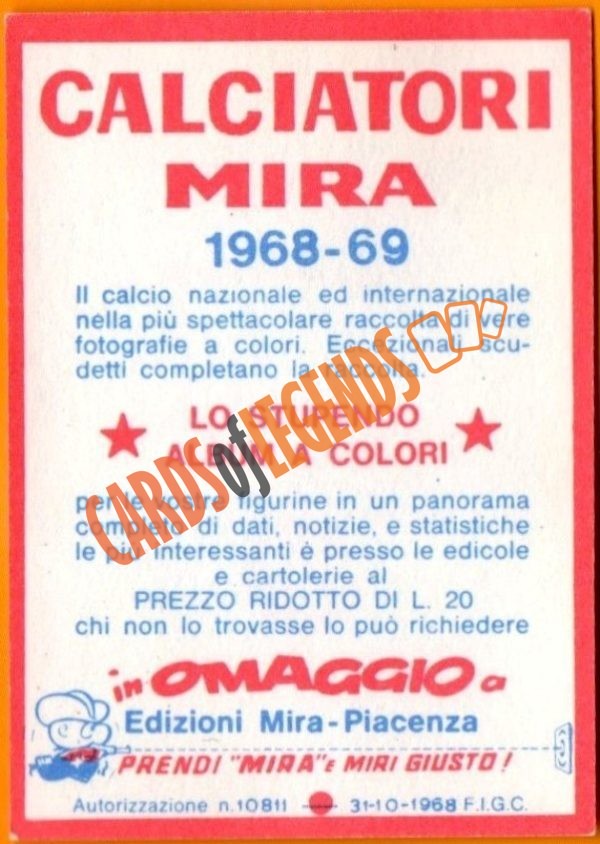 CALCIATORI
MIRA
1968-69
Il calcio nazionale ed internazionale
nella più spettacolare raccolta di vere
fotografie a colori. Eccezionali scu-
detti completano la raccolta.
LO STUPENDO
ALBUM A COLORI
per le vostre figurine in un panorama
completo di dati, notizie, e statistiche
le più interessanti è presso le edicole
e cartolerie al
PREZZO RIDOTTO DI L. 20
chi non lo trovasse lo può richiedere
in OMAGGIO a
Edizioni Mira-Piacenza
PRENDI "MIRA" E MIRI GIUSTO!
Autorizzazione n.10811 31-10-1968 F.I.G.C.
CARDS of LEGENDS